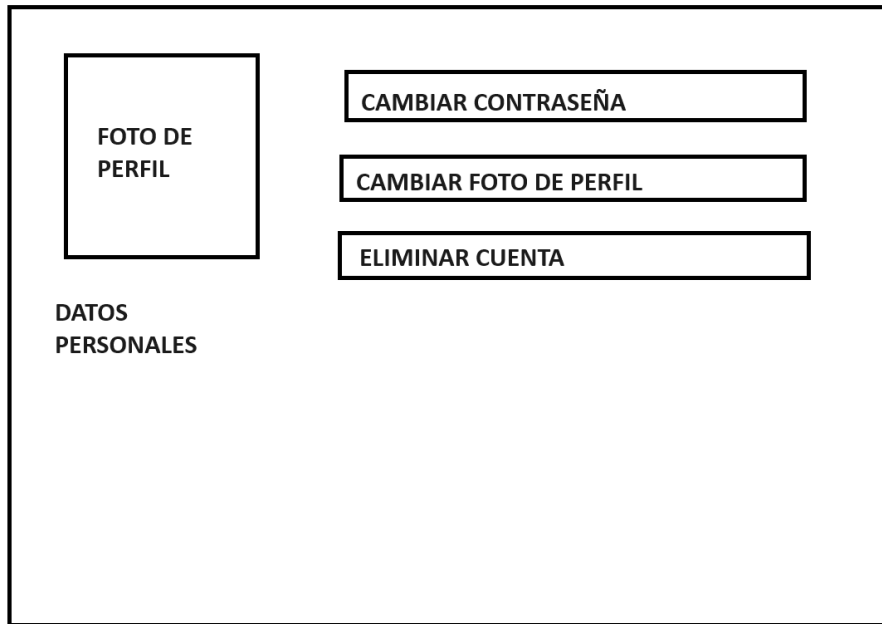 FOTO DE
PERFIL
DATOS
PERSONALES
CAMBIAR CONTRASEÑA
CAMBIAR FOTO DE PERFIL
ELIMINAR CUENTA